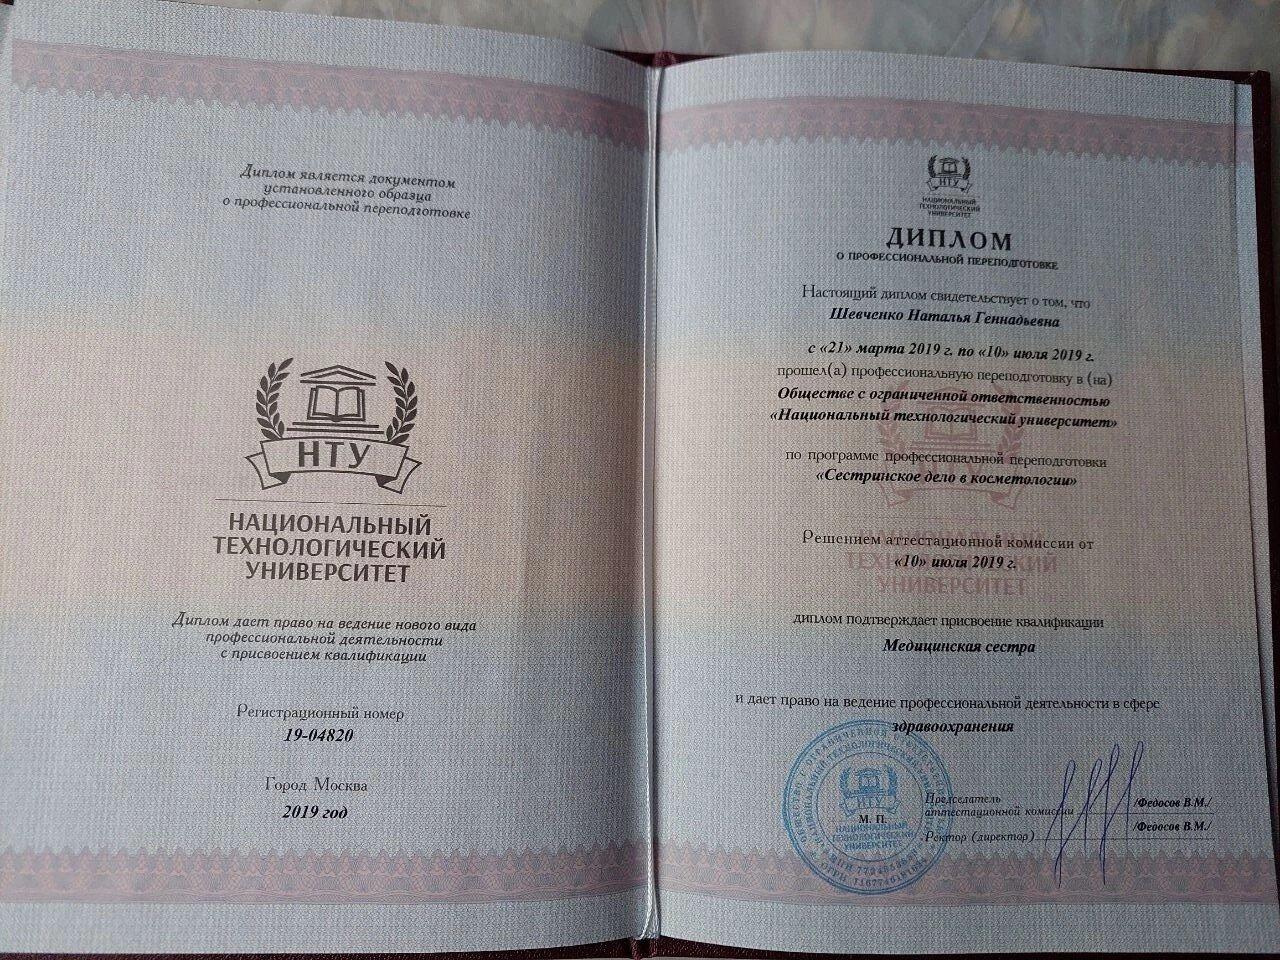 Диплом является документом
установленного образца
о профессиональной переподготовке
НТУ
НАЦИОНАЛЬНЫЙ
ТЕХНОЛОГИЧЕСКИЙ
УНИВЕРСИТЕТ
Диплом дает право на ведение нового вида
профессиональной деятельности
с присвоением квалификации
Регистрационный номер
19-04820
Город Москва
2019 год
НТУ
НАЦИОНАЛЬНЫЙ
ТЕХНОЛОГИЧЕСКИЙ
УНИВЕРСИТЕТ
ДИПЛОМ
О ПРОФЕССИОНАЛЬНОЙ ПЕРЕПОДГОТОВКЕ
Настоящий диплом свидетельствует о том, что
Шевченко Наталья Геннадьевна
с «21» марта 2019 г. по «10» июля 2019 г.
прошел(а) профессиональную переподготовку в (на)
Обществе с ограниченной ответственностью
«Национальный технологический университет»
по программе профессиональной переподготовки
«Сестринское дело в косметологии»
Решением аттестационной комиссии от
«10» июля 2019 г.
ТЕХНОЛОГИЧЕСКИЙ
УНИВЕРСИТЕТ
диплом подтверждает присвоение квалификации
Медицинская сестра
и дает право на ведение профессиональной деятельности в сфере
здравоохранения
НТУ
М. П.
НАЦИОНАЛЬНЫЙ
ТЕХНОЛОГИЧЕСКИЙ
УНИВЕРСИТЕТ
Председатель
аттестационной комиссии /Федосов В.М./
Ректор (директор) /Федосов В.М./